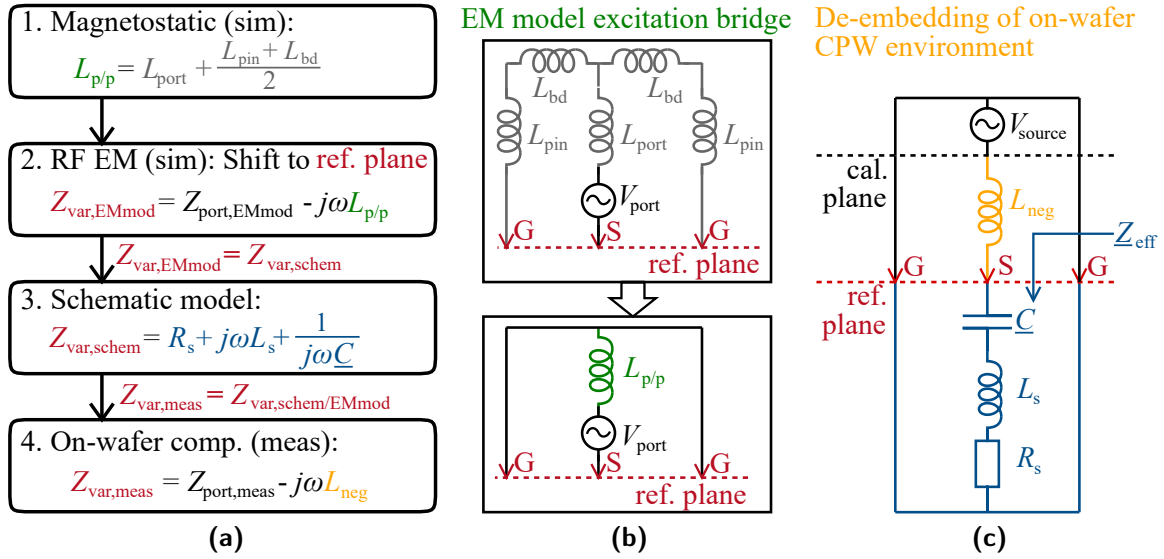 1. Magnetostatic (sim):
L_p/p = L_port + (L_pin + L_bd)/2
2. RF EM (sim): Shift to ref. plane
Z_var,EMmod = Z_port,EMmod - jωL_p/p
Z_var,EMmod = Z_var,schem
3. Schematic model:
Z_var,schem = R_s + jωL_s + 1/(jωC)
Z_var,meas = Z_var,schem/EMmod
4. On-wafer comp. (meas):
Z_var,meas = Z_port,meas - jωL_neg
(a)
EM model excitation bridge
L_bd
L_bd
L_pin
L_port
L_pin
V_port
G
S
G
ref. plane
L_p/p
V_port
G
S
G
ref. plane
(b)
De-embedding of on-wafer
CPW environment
V_source
cal.
plane
L_neg
Z_eff
G
S
G
ref.
plane
C
L_s
R_s
(c)